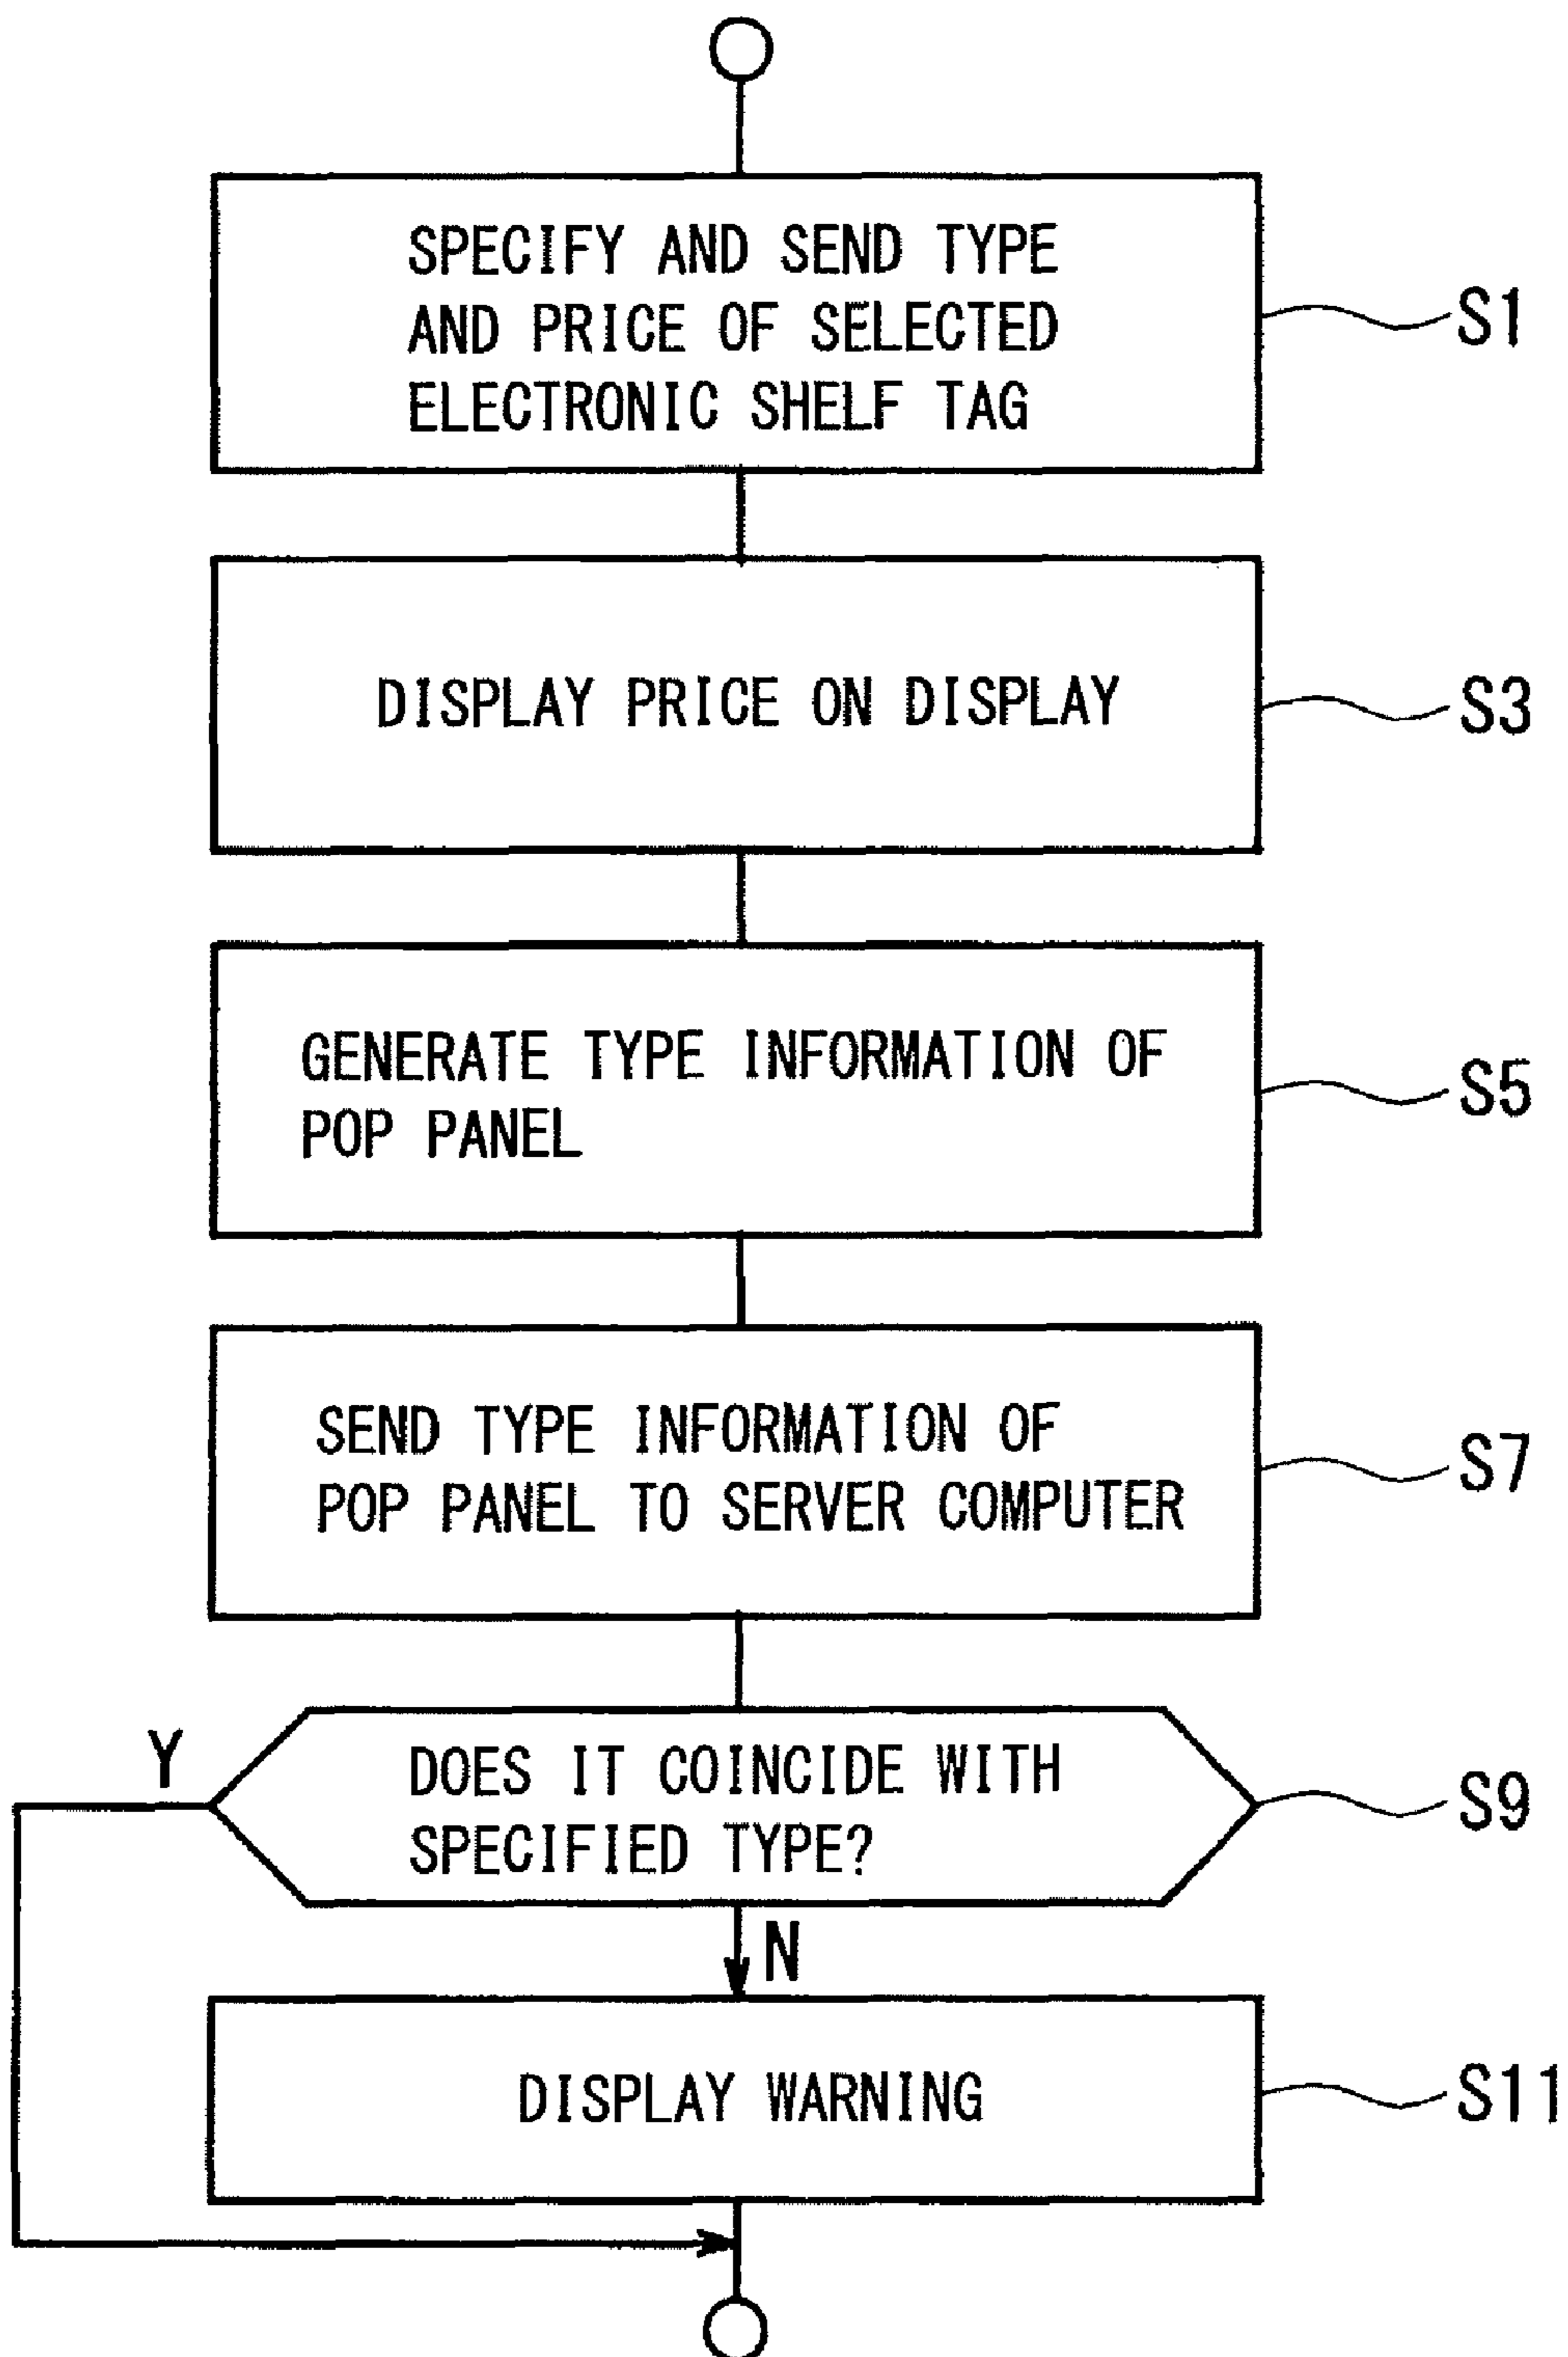 SPECIFY AND SEND TYPE
AND PRICE OF SELECTED
ELECTRONIC SHELF TAG
S1
DISPLAY PRICE ON DISPLAY
S3
GENERATE TYPE INFORMATION OF
POP PANEL
S5
SEND TYPE INFORMATION OF
POP PANEL TO SERVER COMPUTER
S7
Y
DOES IT COINCIDE WITH
SPECIFIED TYPE?
S9
N
DISPLAY WARNING
S11